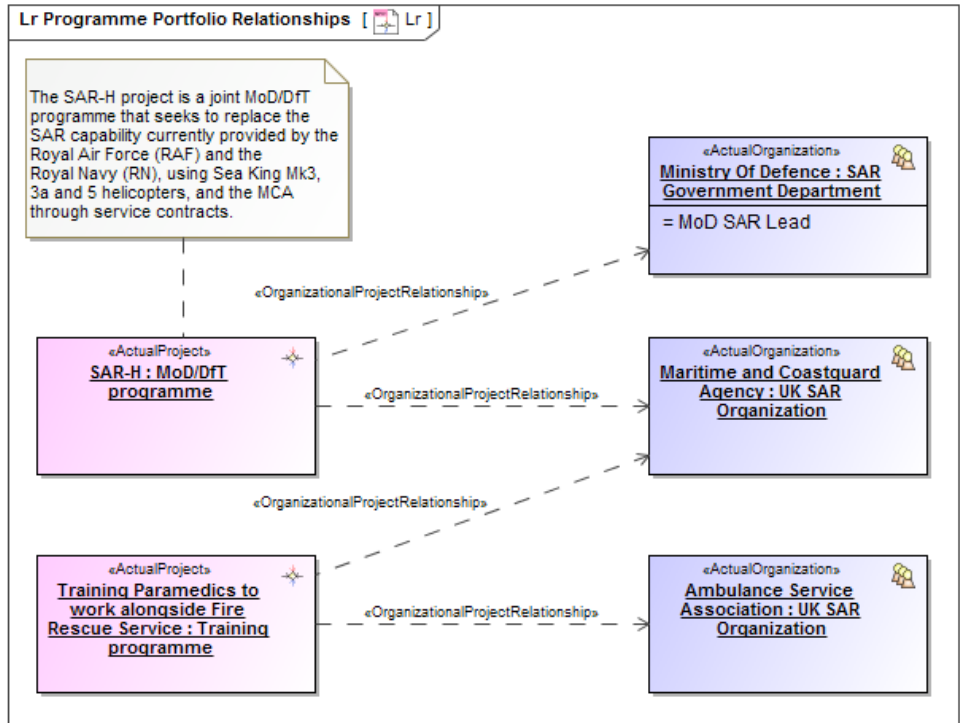 Lr Programme Portfolio Relationships [ Lr ]
The SAR-H project is a joint MoD/DfT
programme that seeks to replace the
SAR capability currently provided by the
Royal Air Force (RAF) and the
Royal Navy (RN), using Sea King Mk3,
3a and 5 helicopters, and the MCA
through service contracts.
«ActualOrganization»
Ministry Of Defence : SAR
Government Department
= MoD SAR Lead
«OrganizationalProjectRelationship»
«ActualProject»
SAR-H : MoD/DfT
programme
«OrganizationalProjectRelationship»
«ActualOrganization»
Maritime and Coastguard
Agency : UK SAR
Organization
«OrganizationalProjectRelationship»
«ActualProject»
Training Paramedics to
work alongside Fire
Rescue Service : Training
programme
«OrganizationalProjectRelationship»
«ActualOrganization»
Ambulance Service
Association : UK SAR
Organization